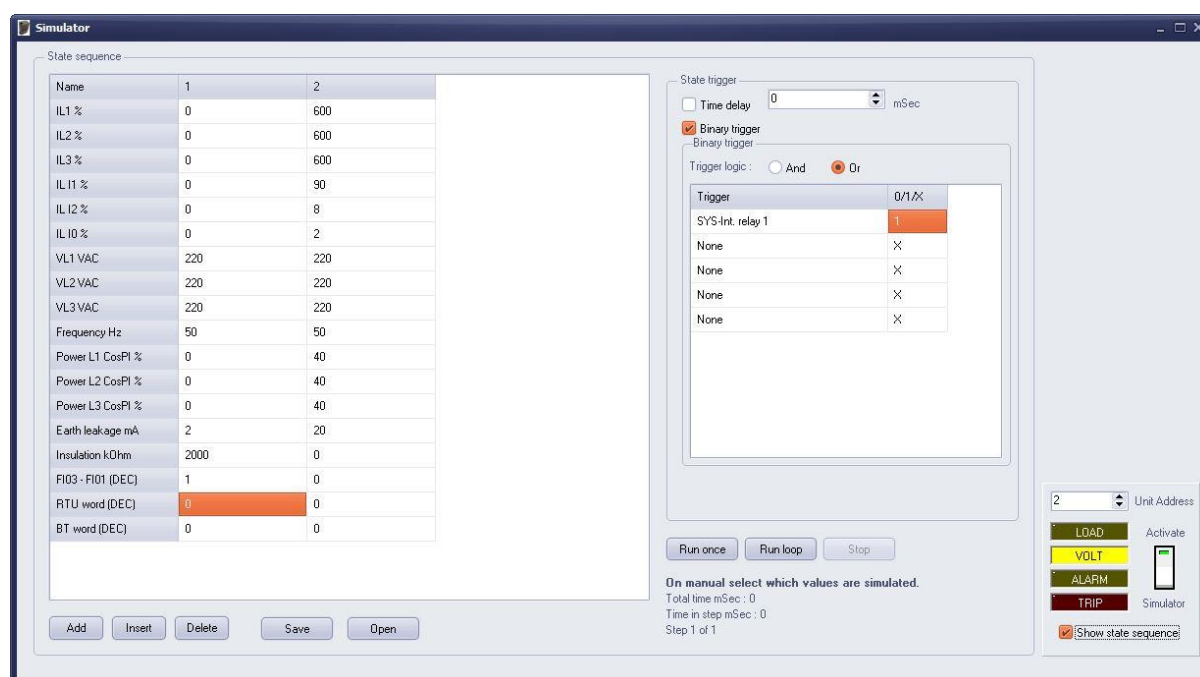 Simulator
State sequence
Name 1 2
IL1 % 0 600
IL2 % 0 600
IL3 % 0 600
IL I1 % 0 90
IL I2 % 0 8
IL I0 % 0 2
VL1 VAC 220 220
VL2 VAC 220 220
VL3 VAC 220 220
Frequency Hz 50 50
Power L1 CosPI % 0 40
Power L2 CosPI % 0 40
Power L3 CosPI % 0 40
Earth leakage mA 2 20
Insulation kOhm 2000 0
FI03 - FI01 (DEC) 1 0
RTU word (DEC) 0 0
BT word (DEC) 0 0
Add Insert Delete Save Open
State trigger
Time delay 0 mSec
Binary trigger
Binary trigger
Trigger logic : And Or
Trigger 0/1/X
SYS-Int. relay 1 1
None X
None X
None X
None X
Run once Run loop Stop
On manual select which values are simulated.
Total time mSec : 0
Time in step mSec : 0
Step 1 of 1
2 Unit Address
LOAD Activate
VOLT
ALARM
TRIP Simulator
Show state sequence